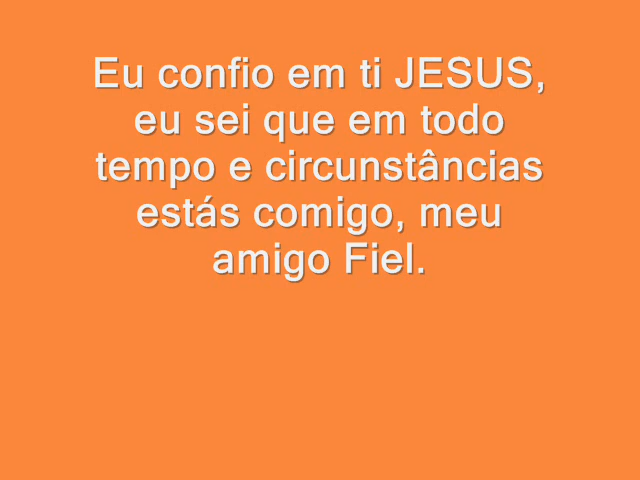 Eu confio em ti JESUS,
eu sei que em todo
tempo e circunstâncias
estás comigo, meu
amigo Fiel.